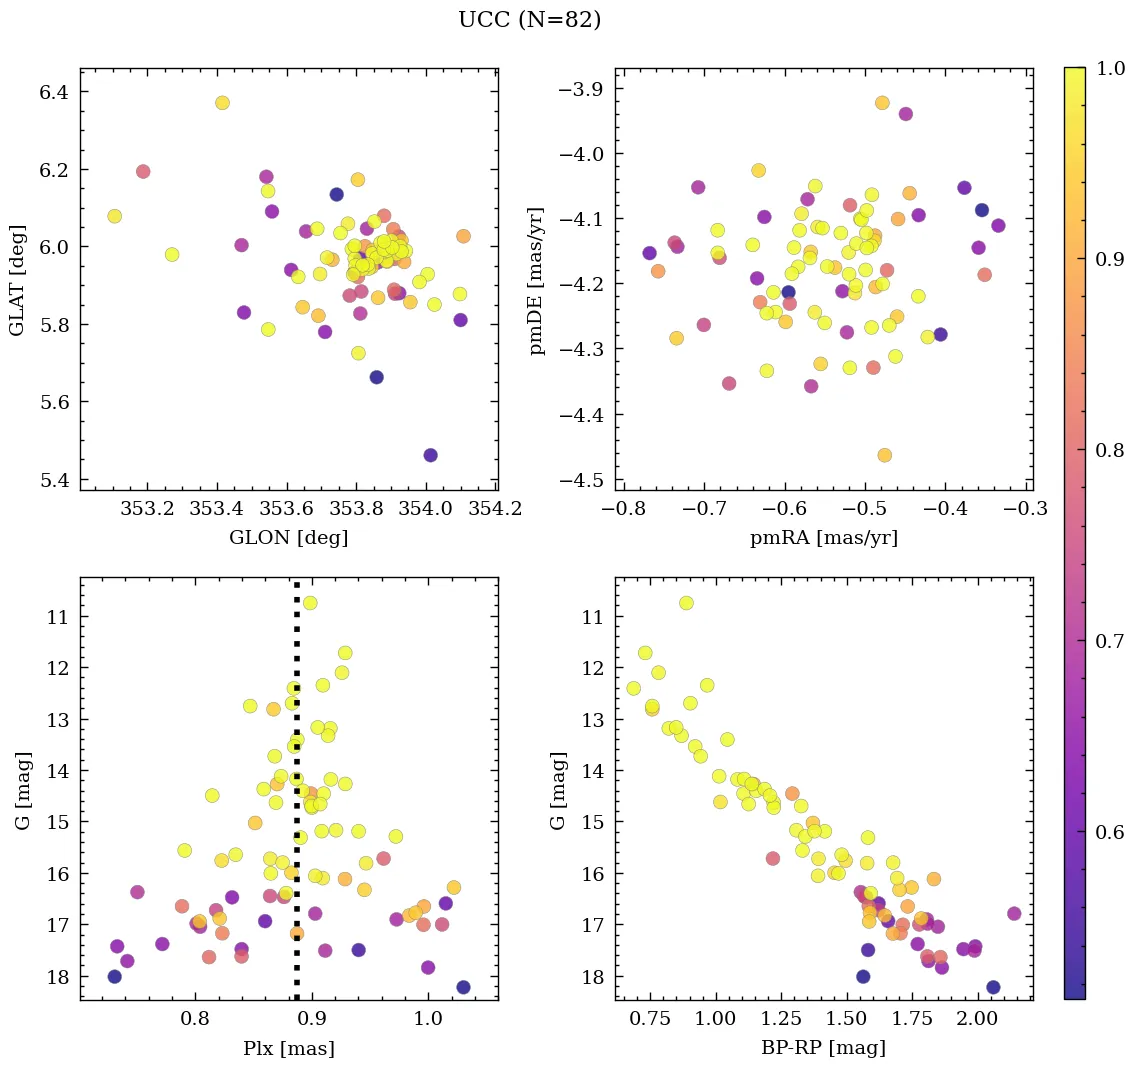 UCC (N=82)
6.4
6.2
6.0
5.8
5.6
5.4
GLAT [deg]
353.2 353.4 353.6 353.8 354.0 354.2
GLON [deg]
−3.9
−4.0
−4.1
−4.2
−4.3
−4.4
−4.5
pmDE [mas/yr]
−0.8 −0.7 −0.6 −0.5 −0.4 −0.3
pmRA [mas/yr]
11
12
13
14
15
16
17
18
G [mag]
0.8 0.9 1.0
Plx [mas]
11
12
13
14
15
16
17
18
G [mag]
0.75 1.00 1.25 1.50 1.75 2.00
BP-RP [mag]
1.0
0.9
0.8
0.7
0.6